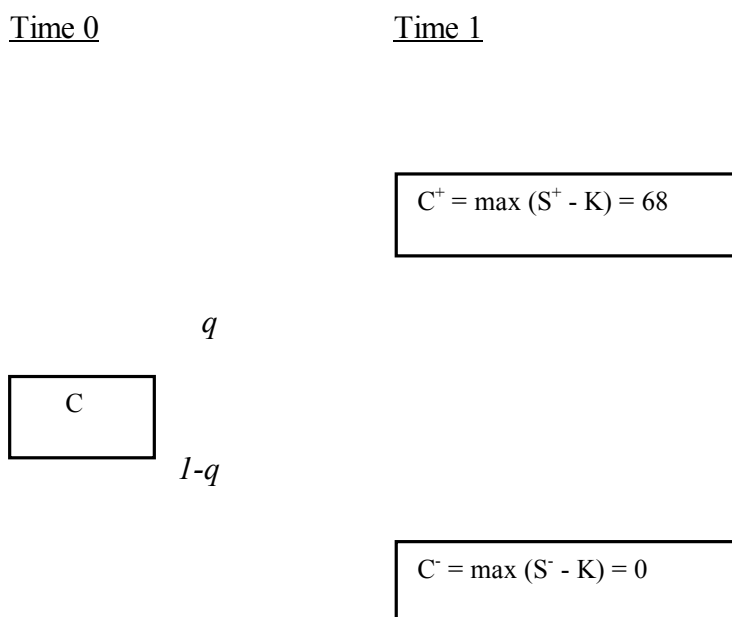 Time 0 Time 1
C⁺ = max (S⁺ - K) = 68
q
C
1-q
C⁻ = max (S⁻ - K) = 0